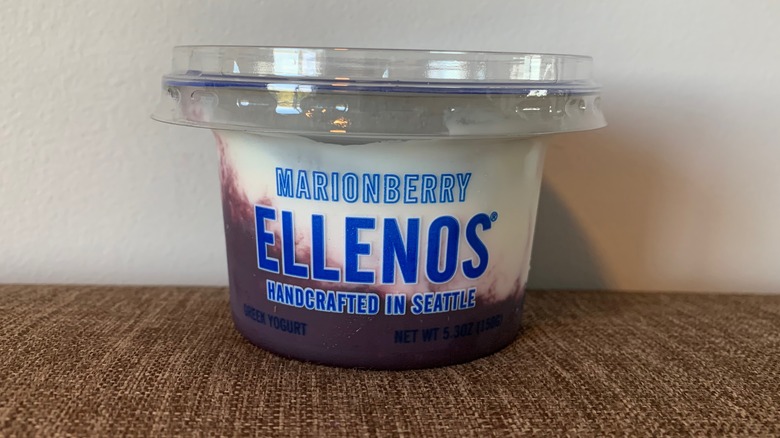 MARIONBERRY
ELLENOS®
HANDCRAFTED IN SEATTLE
GREEK YOGURT
NET WT 5.3OZ (150G)